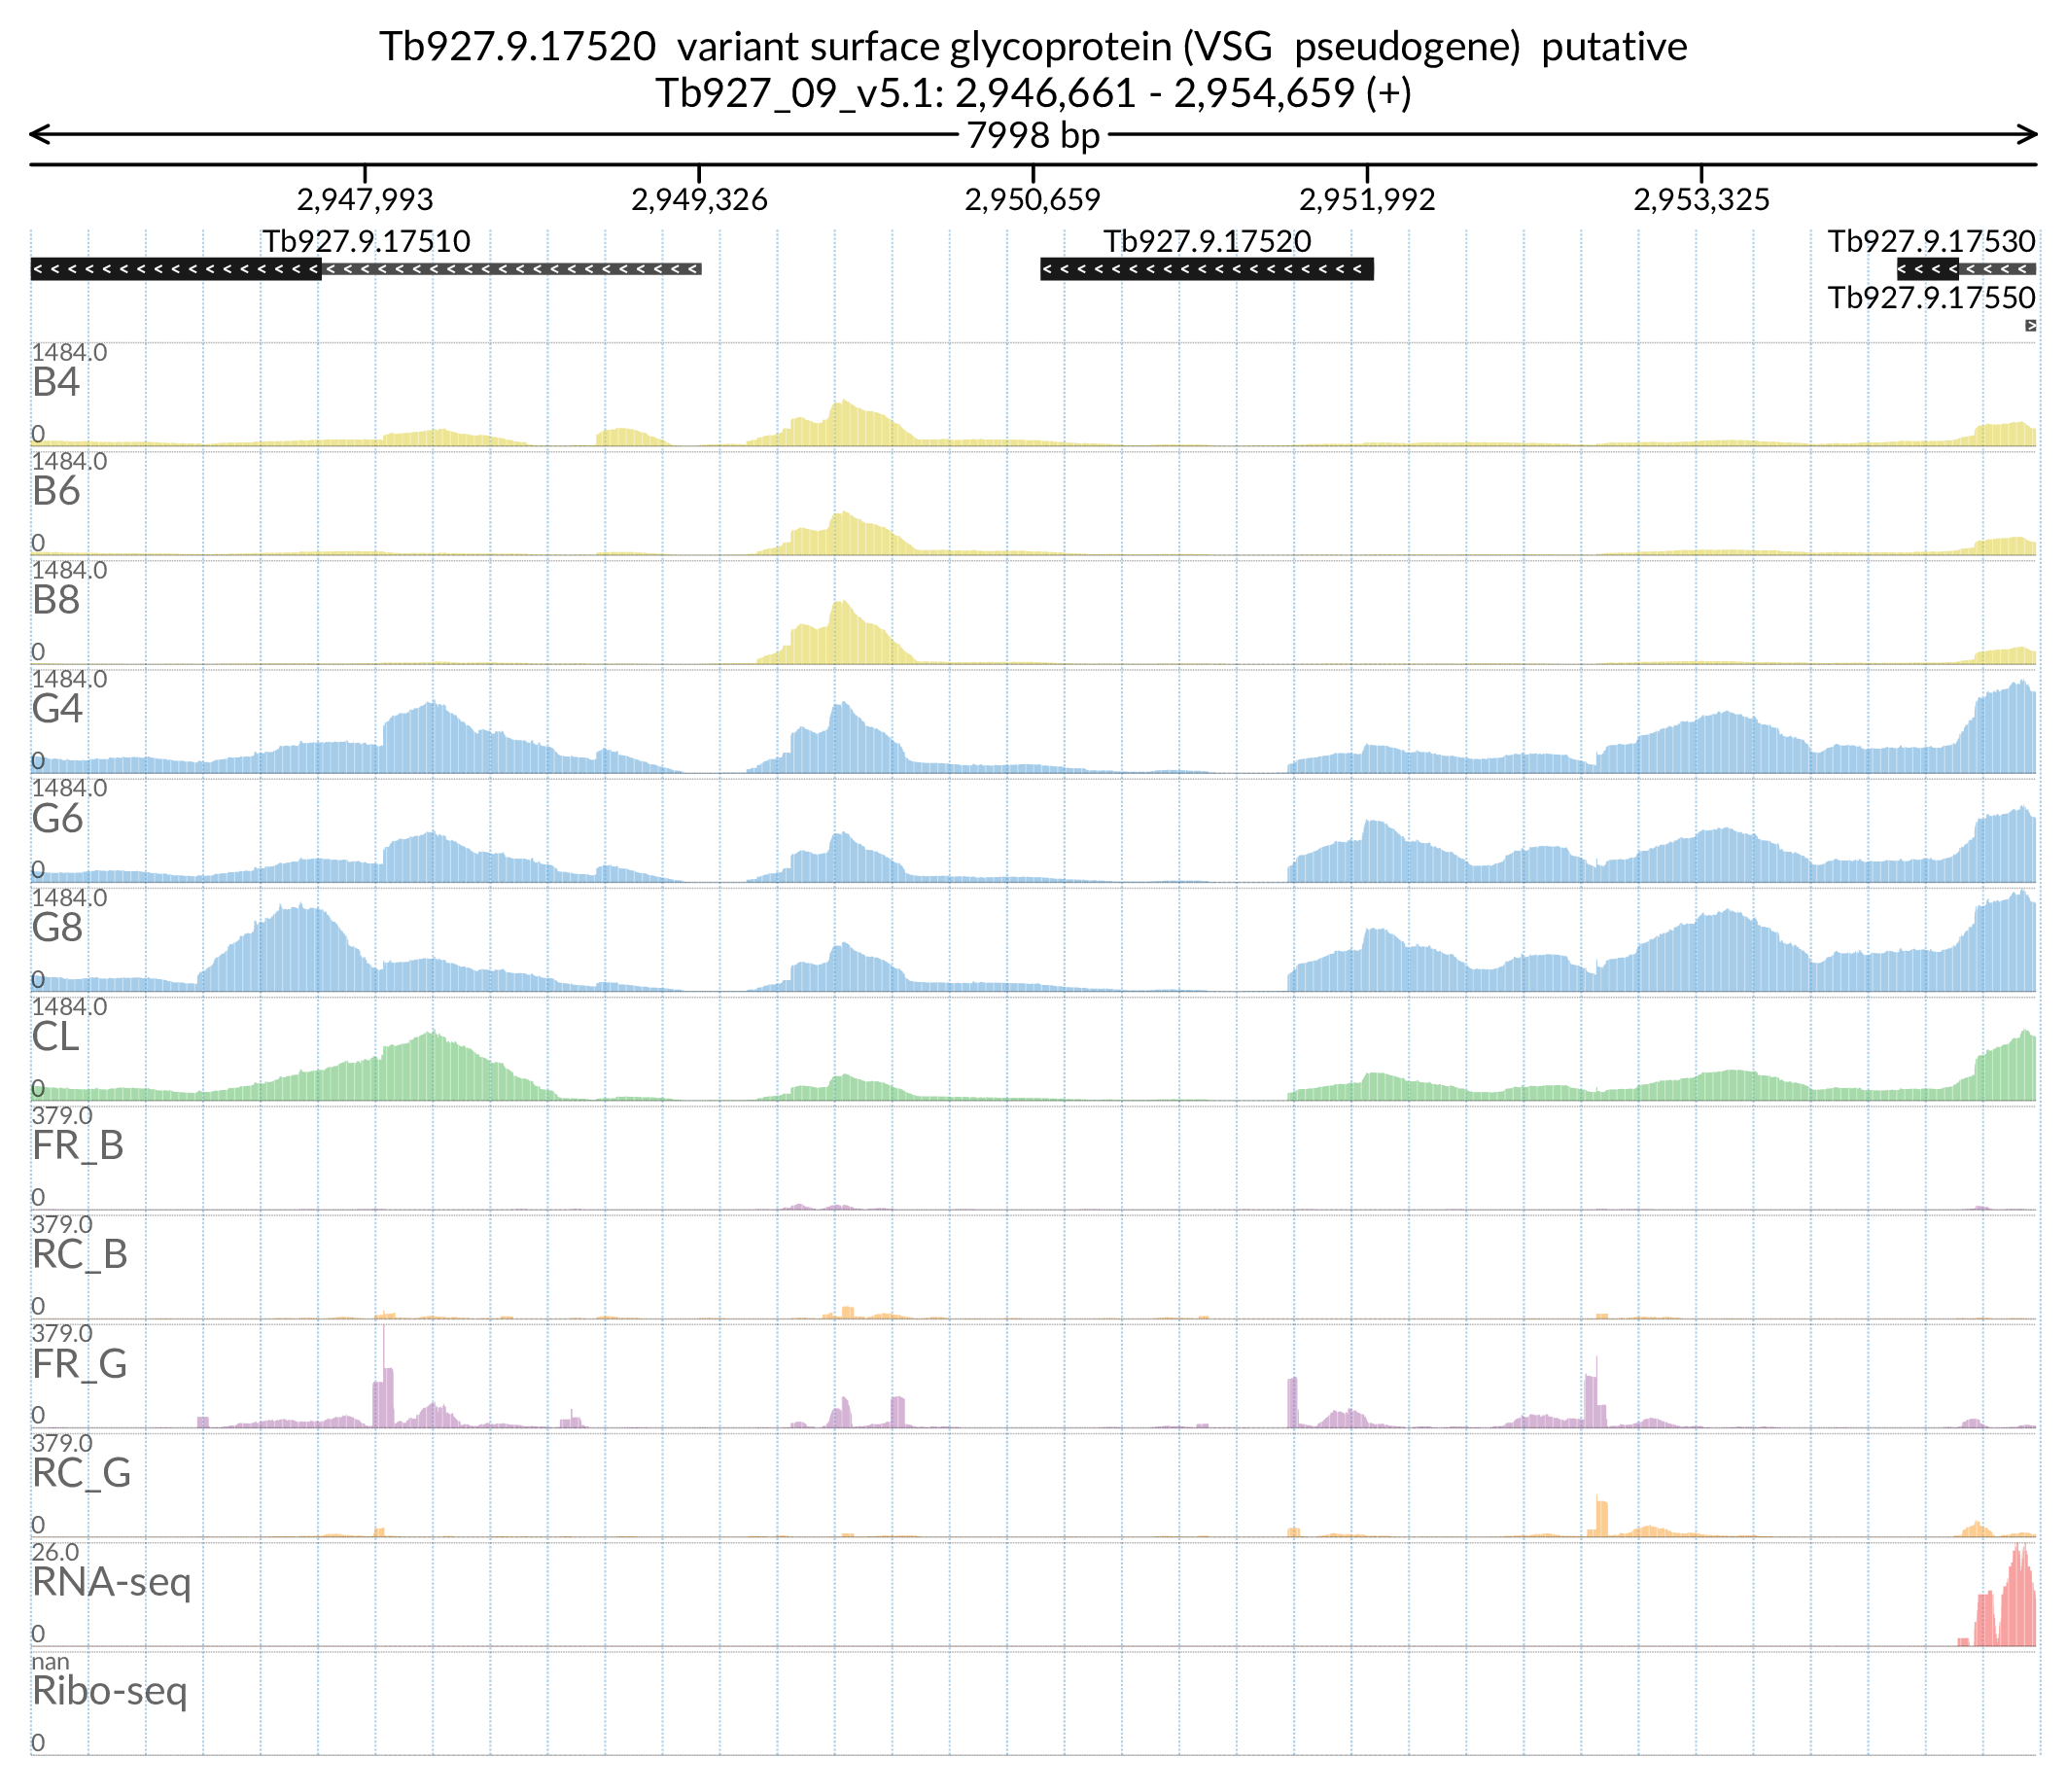 Tb927.9.17520  variant surface glycoprotein (VSG  pseudogene)  putative
Tb927_09_v5.1: 2,946,661 - 2,954,659 (+)
7998 bp
2,947,993 2,949,326 2,950,659 2,951,992 2,953,325
Tb927.9.17510 Tb927.9.17520 Tb927.9.17530
Tb927.9.17550
1484.0
B4
0
1484.0
B6
0
1484.0
B8
0
1484.0
G4
0
1484.0
G6
0
1484.0
G8
0
1484.0
CL
0
379.0
FR_B
0
379.0
RC_B
0
379.0
FR_G
0
379.0
RC_G
0
26.0
RNA-seq
0
nan
Ribo-seq
0